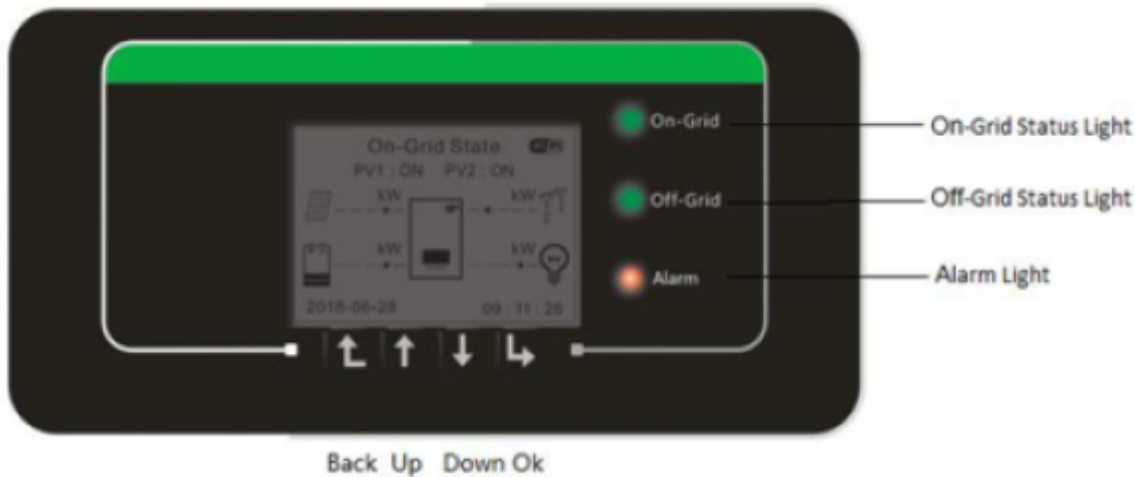 On-Grid State
PV1 : ON PV2 : ON
kW kW
kW kW
2018-06-28 09 : 11 : 28
On-Grid
Off-Grid
Alarm
On-Grid Status Light
Off-Grid Status Light
Alarm Light
Back Up Down Ok